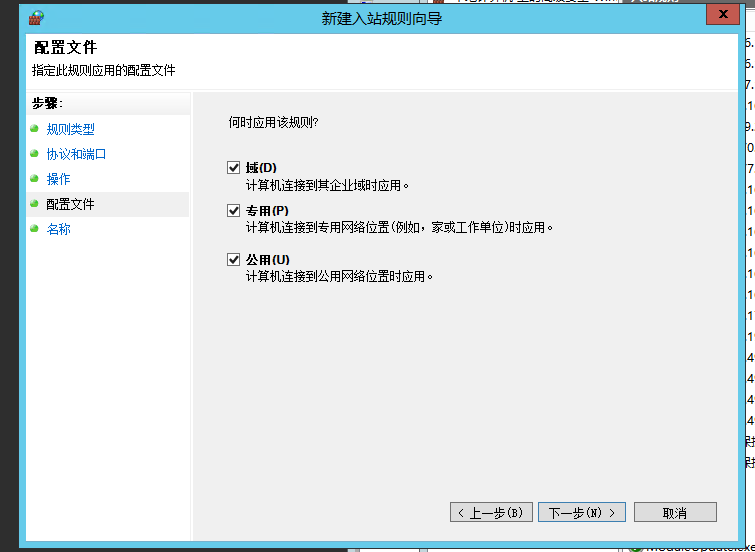 新建入站规则向导
x
配置文件
指定此规则应用的配置文件
步骤:
规则类型
协议和端口
操作
配置文件
名称
何时应用该规则?
域(D)
计算机连接到其企业域时应用。
专用(P)
计算机连接到专用网络位置(例如，家或工作单位)时应用。
公用(U)
计算机连接到公用网络位置时应用。
< 上一步(B)
下一步(N) >
取消